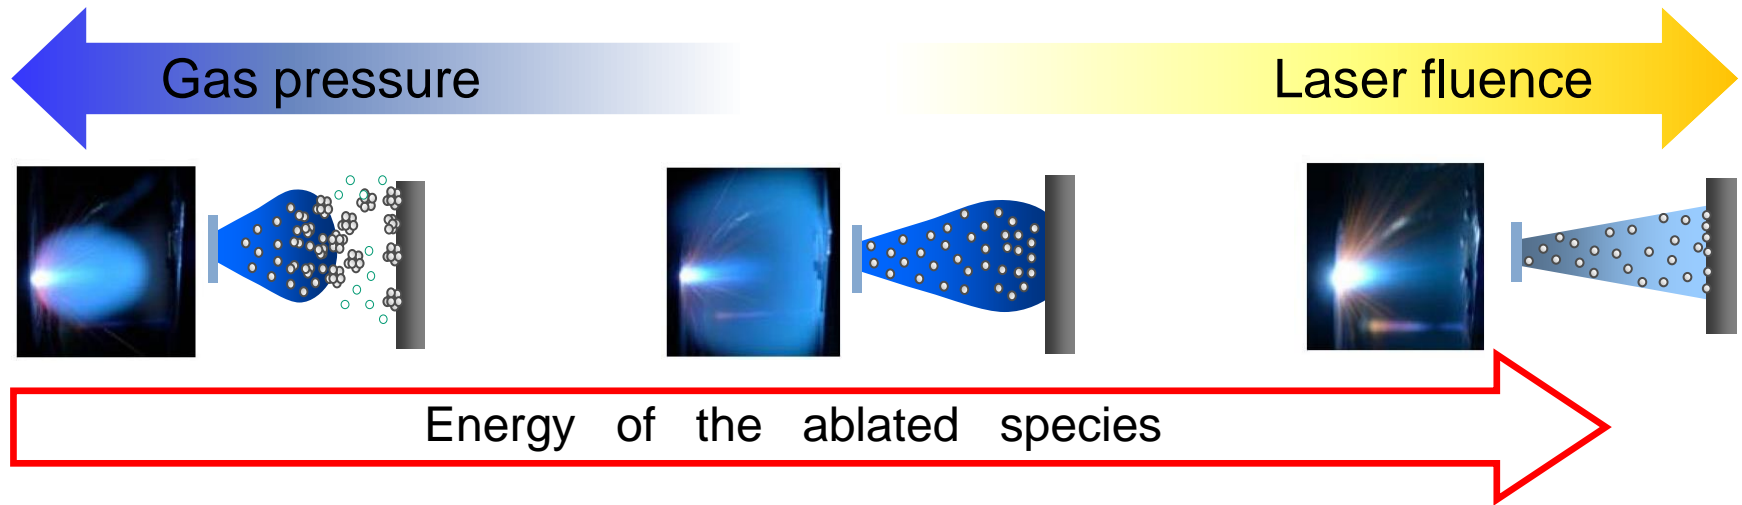 Gas pressure
Laser fluence
Energy of the ablated species